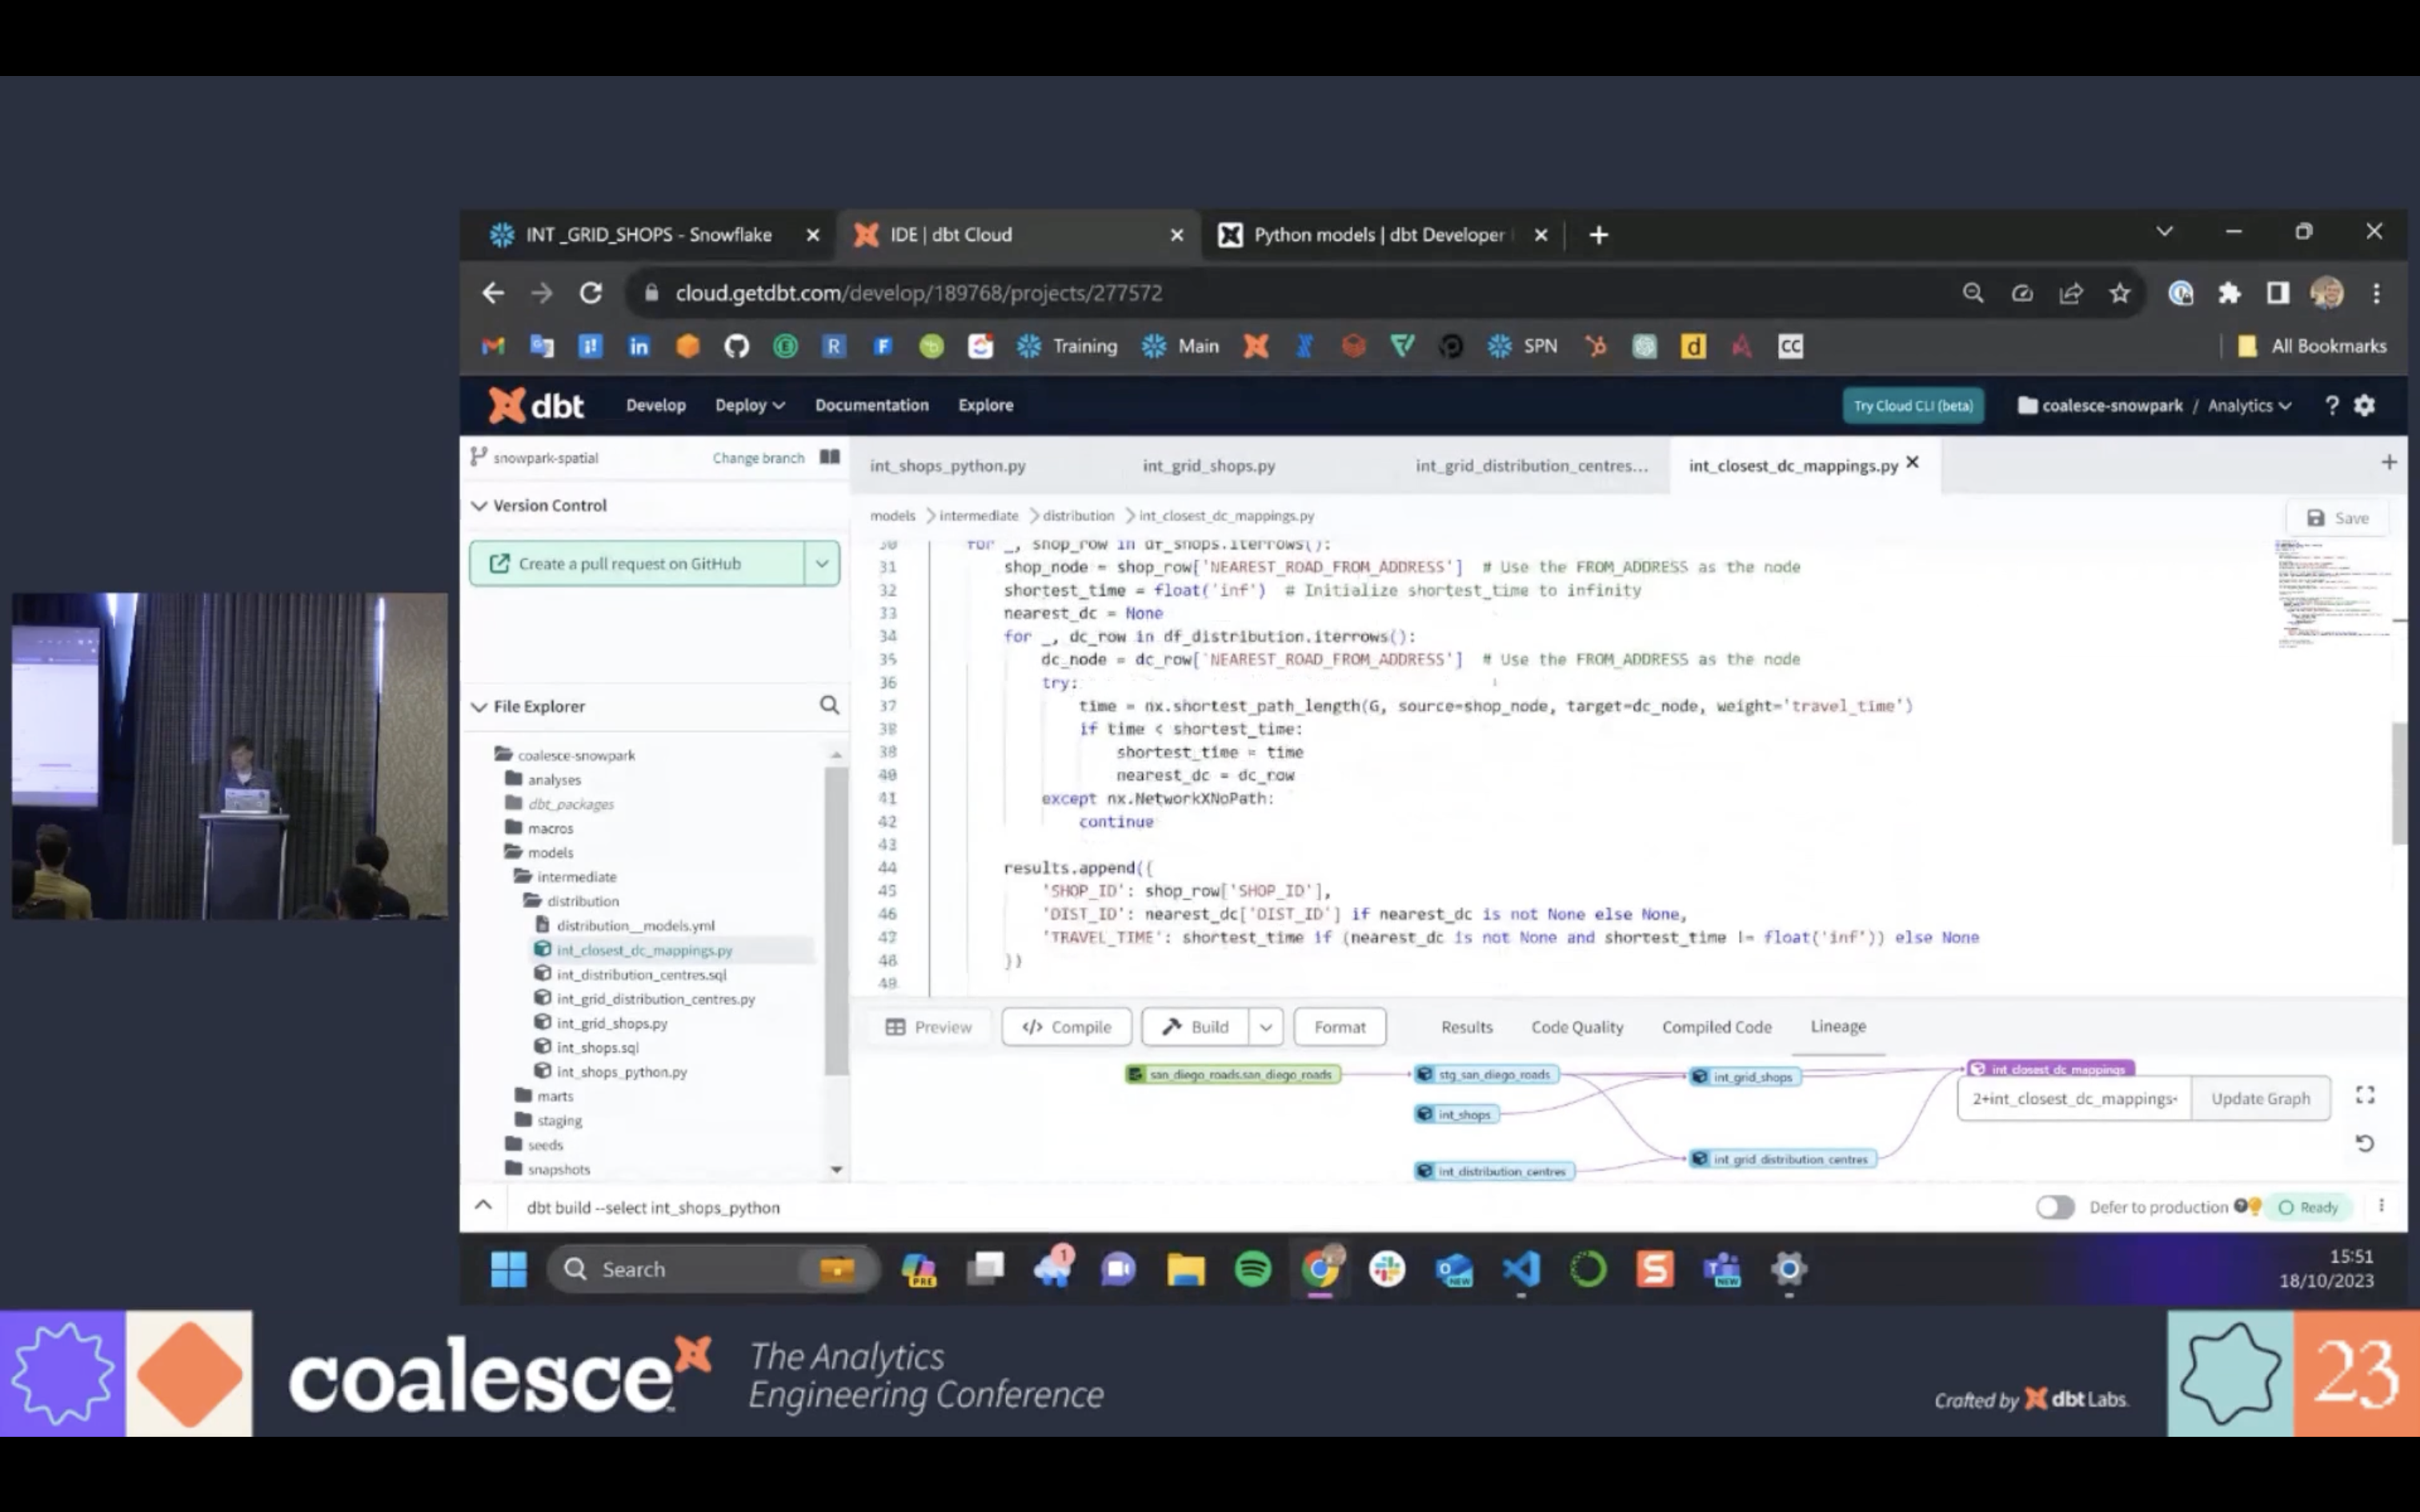 INT _GRID_SHOPS - Snowflake
IDE | dbt Cloud
Python models | dbt Developer
cloud.getdbt.com/develop/189768/projects/277572
Training
Main
SPN
CC
All Bookmarks
dbt
Develop
Deploy
Documentation
Explore
Try Cloud CLI (beta)
coalesce-snowpark / Analytics
snowpark-spatial
Change branch
int_shops_python.py
int_grid_shops.py
int_grid_distribution_centres...
int_closest_dc_mappings.py
Version Control
Create a pull request on GitHub
models > intermediate > distribution > int_closest_dc_mappings.py
Save
30 for _, shop_row in df_shops.iterrows():
31 shop_node = shop_row['NEAREST_ROAD_FROM_ADDRESS'] # Use the FROM_ADDRESS as the node
32 shortest_time = float('inf') # Initialize shortest_time to infinity
33 nearest_dc = None
34 for _, dc_row in df_distribution.iterrows():
35 dc_node = dc_row['NEAREST_ROAD_FROM_ADDRESS'] # Use the FROM_ADDRESS as the node
36 try:
37 time = nx.shortest_path_length(G, source=shop_node, target=dc_node, weight='travel_time')
38 if time < shortest_time:
39 shortest_time = time
40 nearest_dc = dc_row
41 except nx.NetworkXNoPath:
42 continue
43
44 results.append({
45 'SHOP_ID': shop_row['SHOP_ID'],
46 'DIST_ID': nearest_dc['DIST_ID'] if nearest_dc is not None else None,
47 'TRAVEL_TIME': shortest_time if (nearest_dc is not None and shortest_time != float('inf')) else None
48 })
49
File Explorer
coalesce-snowpark
analyses
dbt_packages
macros
models
intermediate
distribution
distribution__models.yml
int_closest_dc_mappings.py
int_distribution_centres.sql
int_grid_distribution_centres.py
int_grid_shops.py
int_shops.sql
int_shops_python.py
marts
staging
seeds
snapshots
Preview
Compile
Build
Format
Results
Code Quality
Compiled Code
Lineage
san_diego_roads.san_diego_roads
stg_san_diego_roads
int_grid_shops
int_closest_dc_mappings
int_shops
2+int_closest_dc_mappings+
Update Graph
int_grid_distribution_centres
int_distribution_centres
dbt build --select int_shops_python
Defer to production
Ready
Search
PRE
1
NEW
NEW
15:51
18/10/2023
coalesce
The Analytics
Engineering Conference
Crafted by dbt Labs.
23